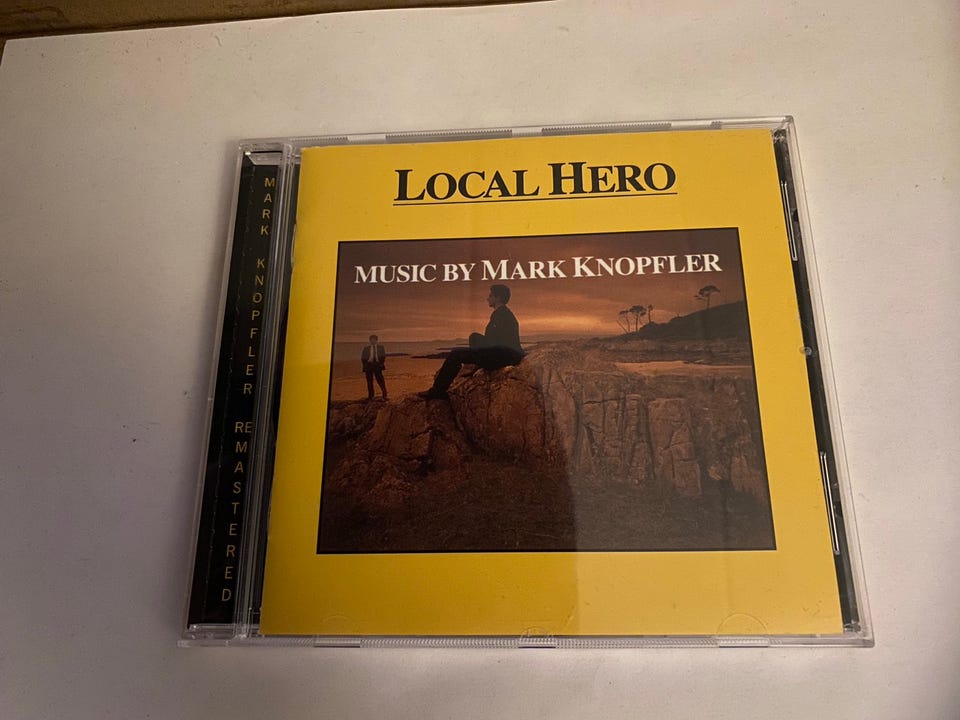 LOCAL HERO
MUSIC BY MARK KNOPFLER
MARK KNOPFLER REMASTERED